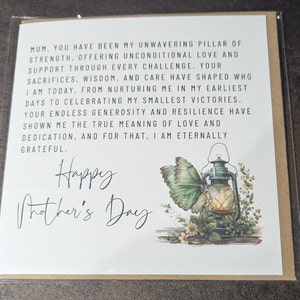 MUM, YOU HAVE BEEN MY UNWAVERING PILLAR OF
STRENGTH, OFFERING UNCONDITIONAL LOVE AND
SUPPORT THROUGH EVERY CHALLENGE. YOUR
SACRIFICES, WISDOM, AND CARE HAVE SHAPED WHO
I AM TODAY, FROM NURTURING ME IN MY EARLIEST
DAYS TO CELEBRATING MY SMALLEST VICTORIES.
YOUR ENDLESS GENEROSITY AND RESILIENCE HAVE
SHOWN ME THE TRUE MEANING OF LOVE AND
DEDICATION, AND FOR THAT, I AM ETERNALLY
GRATEFUL.
Happy
Mother's Day